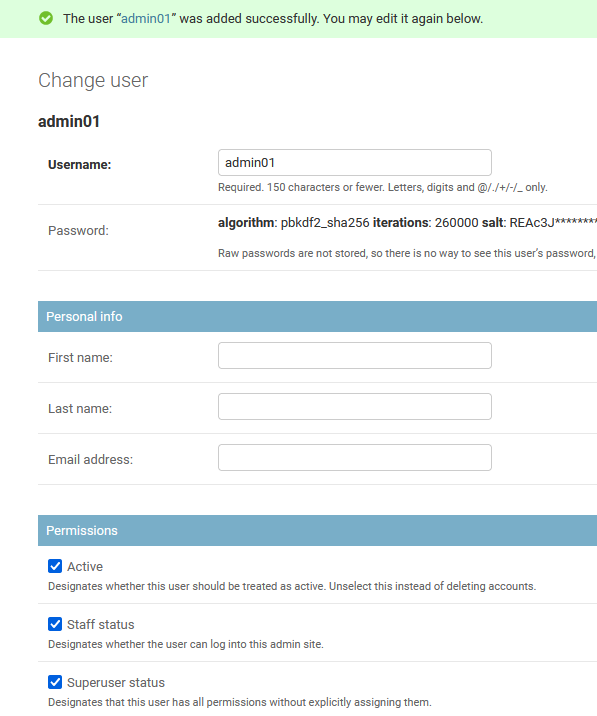 The user “admin01” was added successfully. You may edit it again below.
Change user
admin01
Username:
admin01
Required. 150 characters or fewer. Letters, digits and @/./+/-/_ only.
Password:
algorithm: pbkdf2_sha256 iterations: 260000 salt: REAc3J********
Raw passwords are not stored, so there is no way to see this user’s password,
Personal info
First name:
Last name:
Email address:
Permissions
Active
Designates whether this user should be treated as active. Unselect this instead of deleting accounts.
Staff status
Designates whether the user can log into this admin site.
Superuser status
Designates that this user has all permissions without explicitly assigning them.